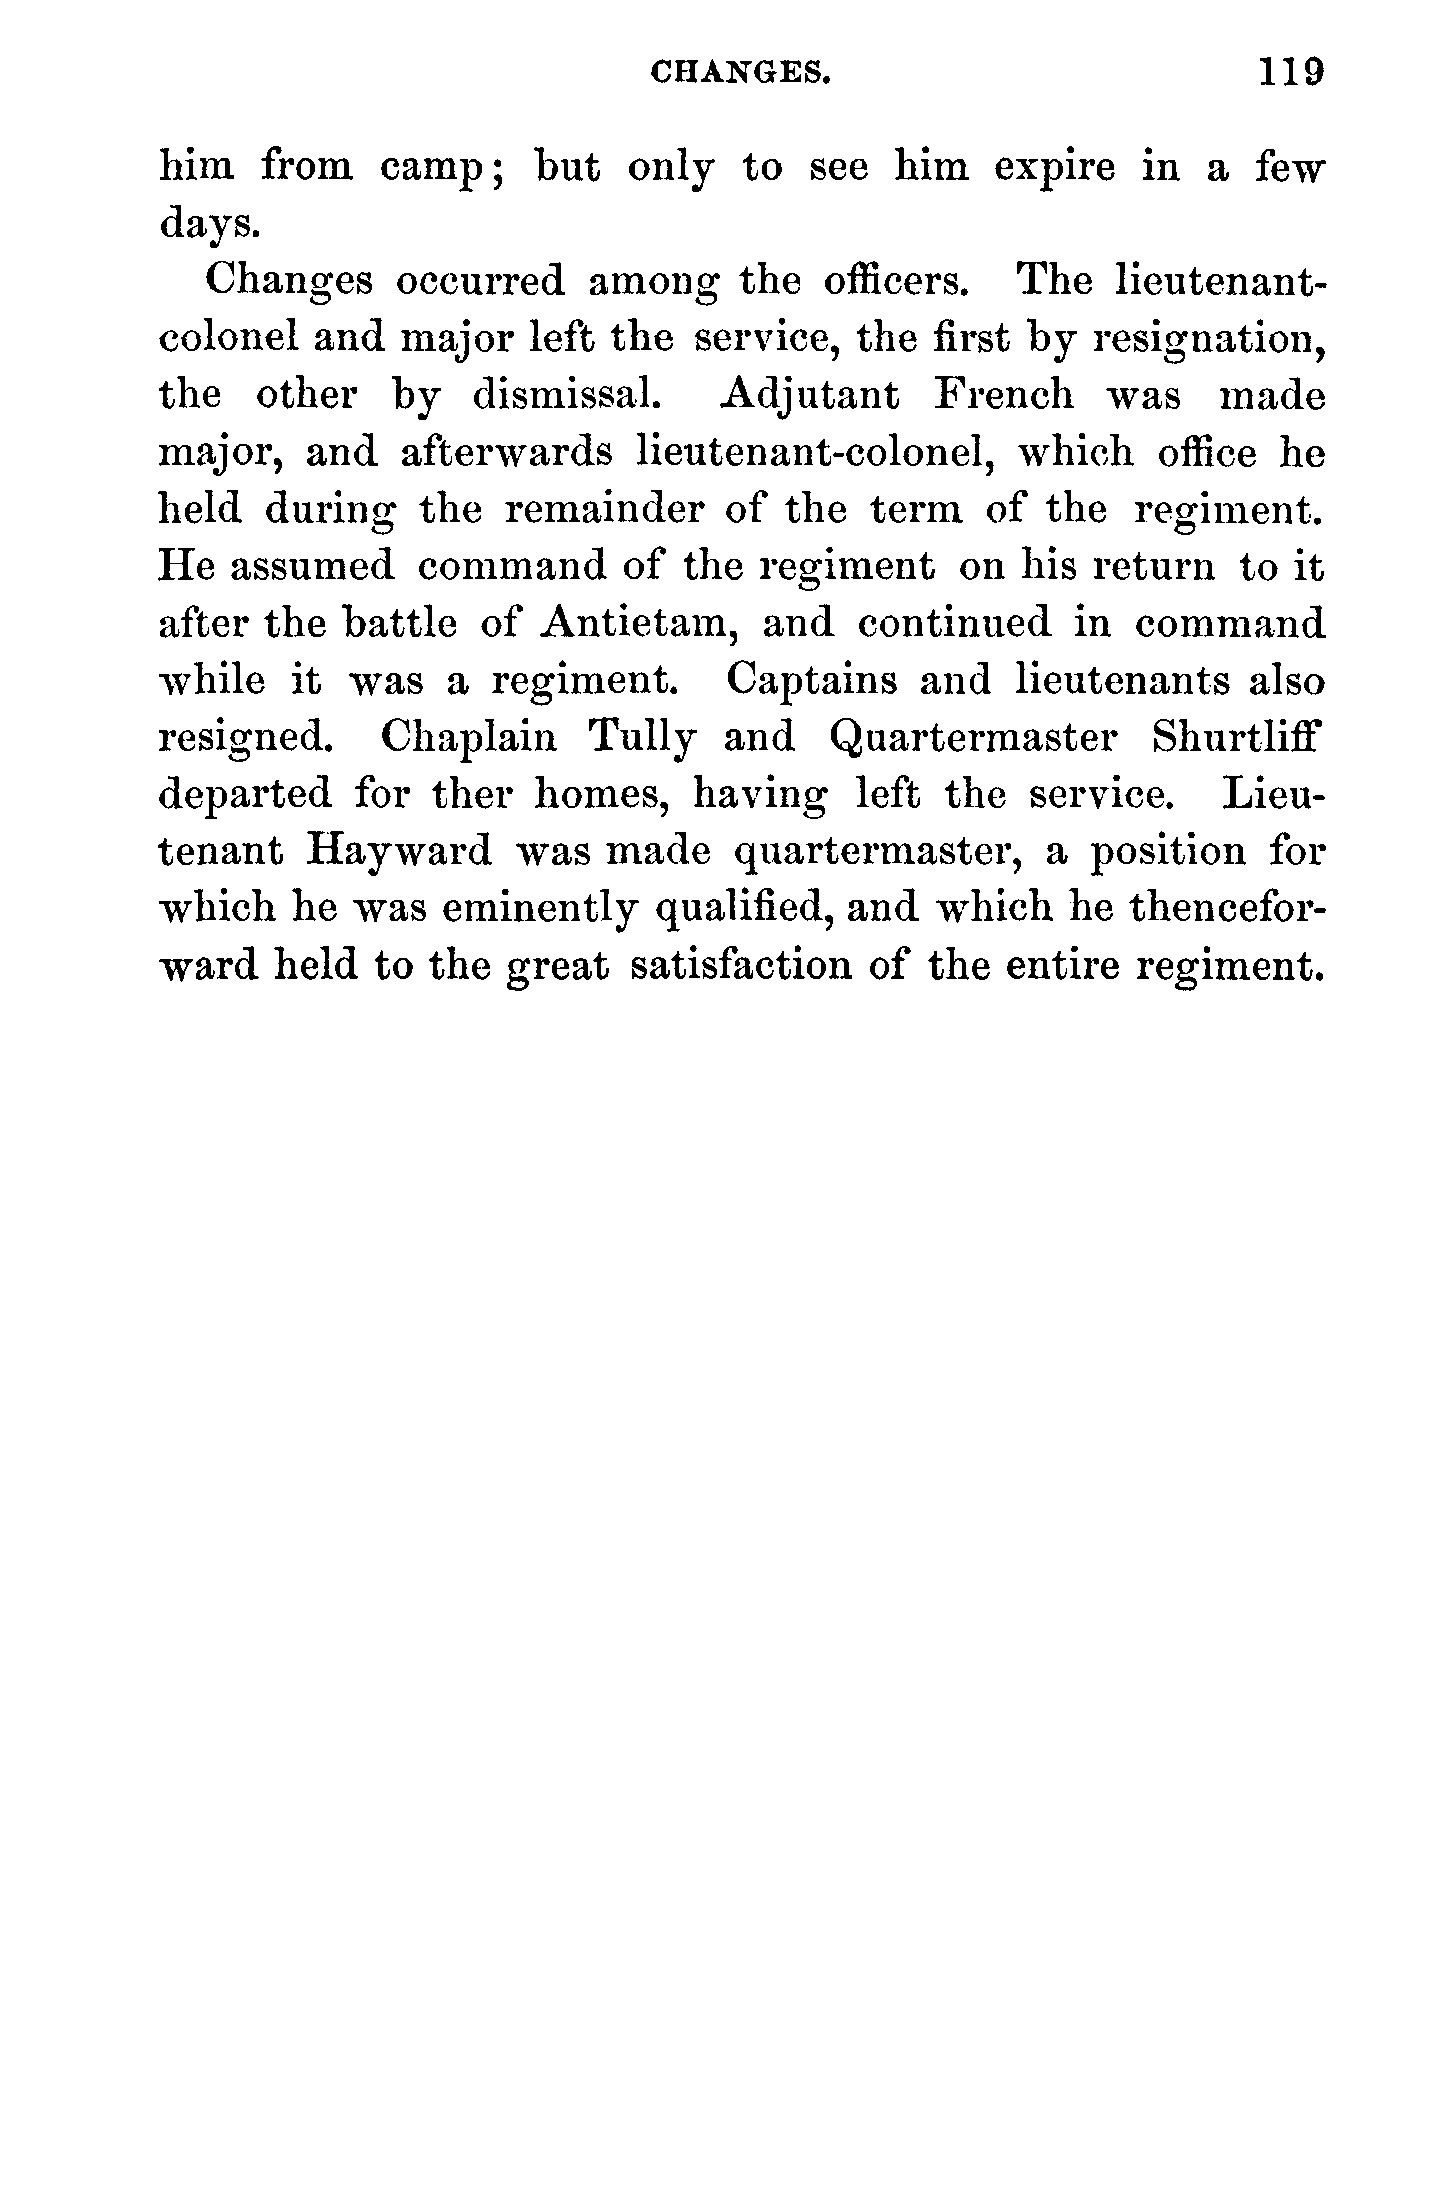 CHANGES. 119
him from camp; but only to see him expire in a few
days.
Changes occurred among the officers. The lieutenant-
colonel and major left the service, the first by resignation,
the other by dismissal. Adjutant French was made
major, and afterwards lieutenant-colonel, which office he
held during the remainder of the term of the regiment.
He assumed command of the regiment on his return to it
after the battle of Antietam, and continued in command
while it was a regiment. Captains and lieutenants also
resigned. Chaplain Tully and Quartermaster Shurtliff
departed for ther homes, having left the service. Lieu-
tenant Hayward was made quartermaster, a position for
which he was eminently qualified, and which he thencefor-
ward held to the great satisfaction of the entire regiment.